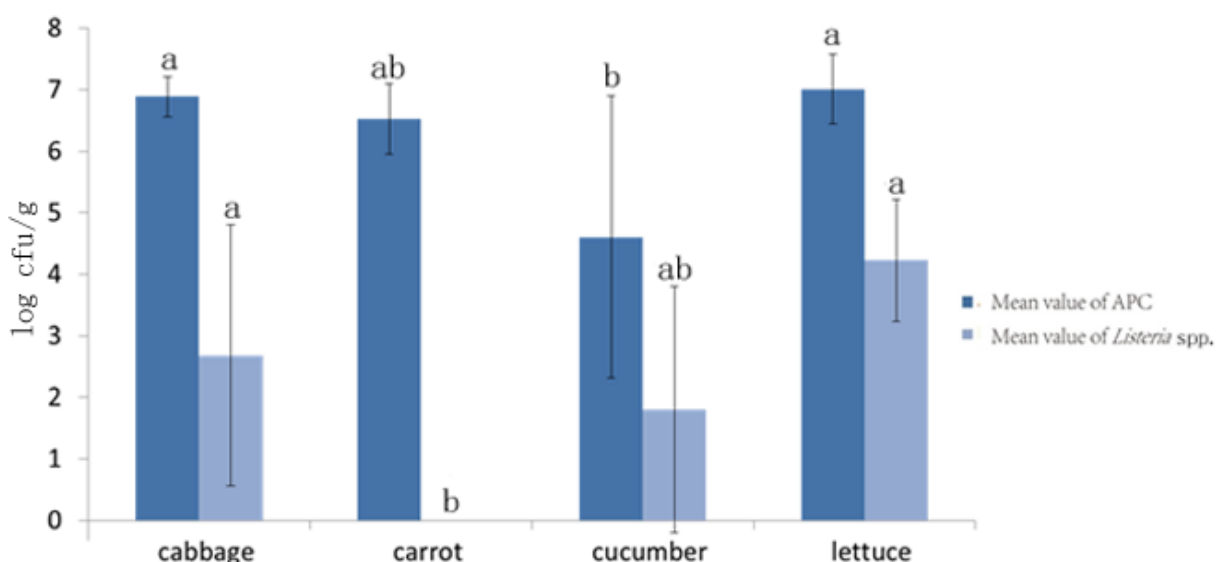 8
7
6
5
4
3
2
1
0
log cfu/g
a
a
ab
b
b
ab
a
a
cabbage
carrot
cucumber
lettuce
Mean value of APC
Mean value of Listeria spp.